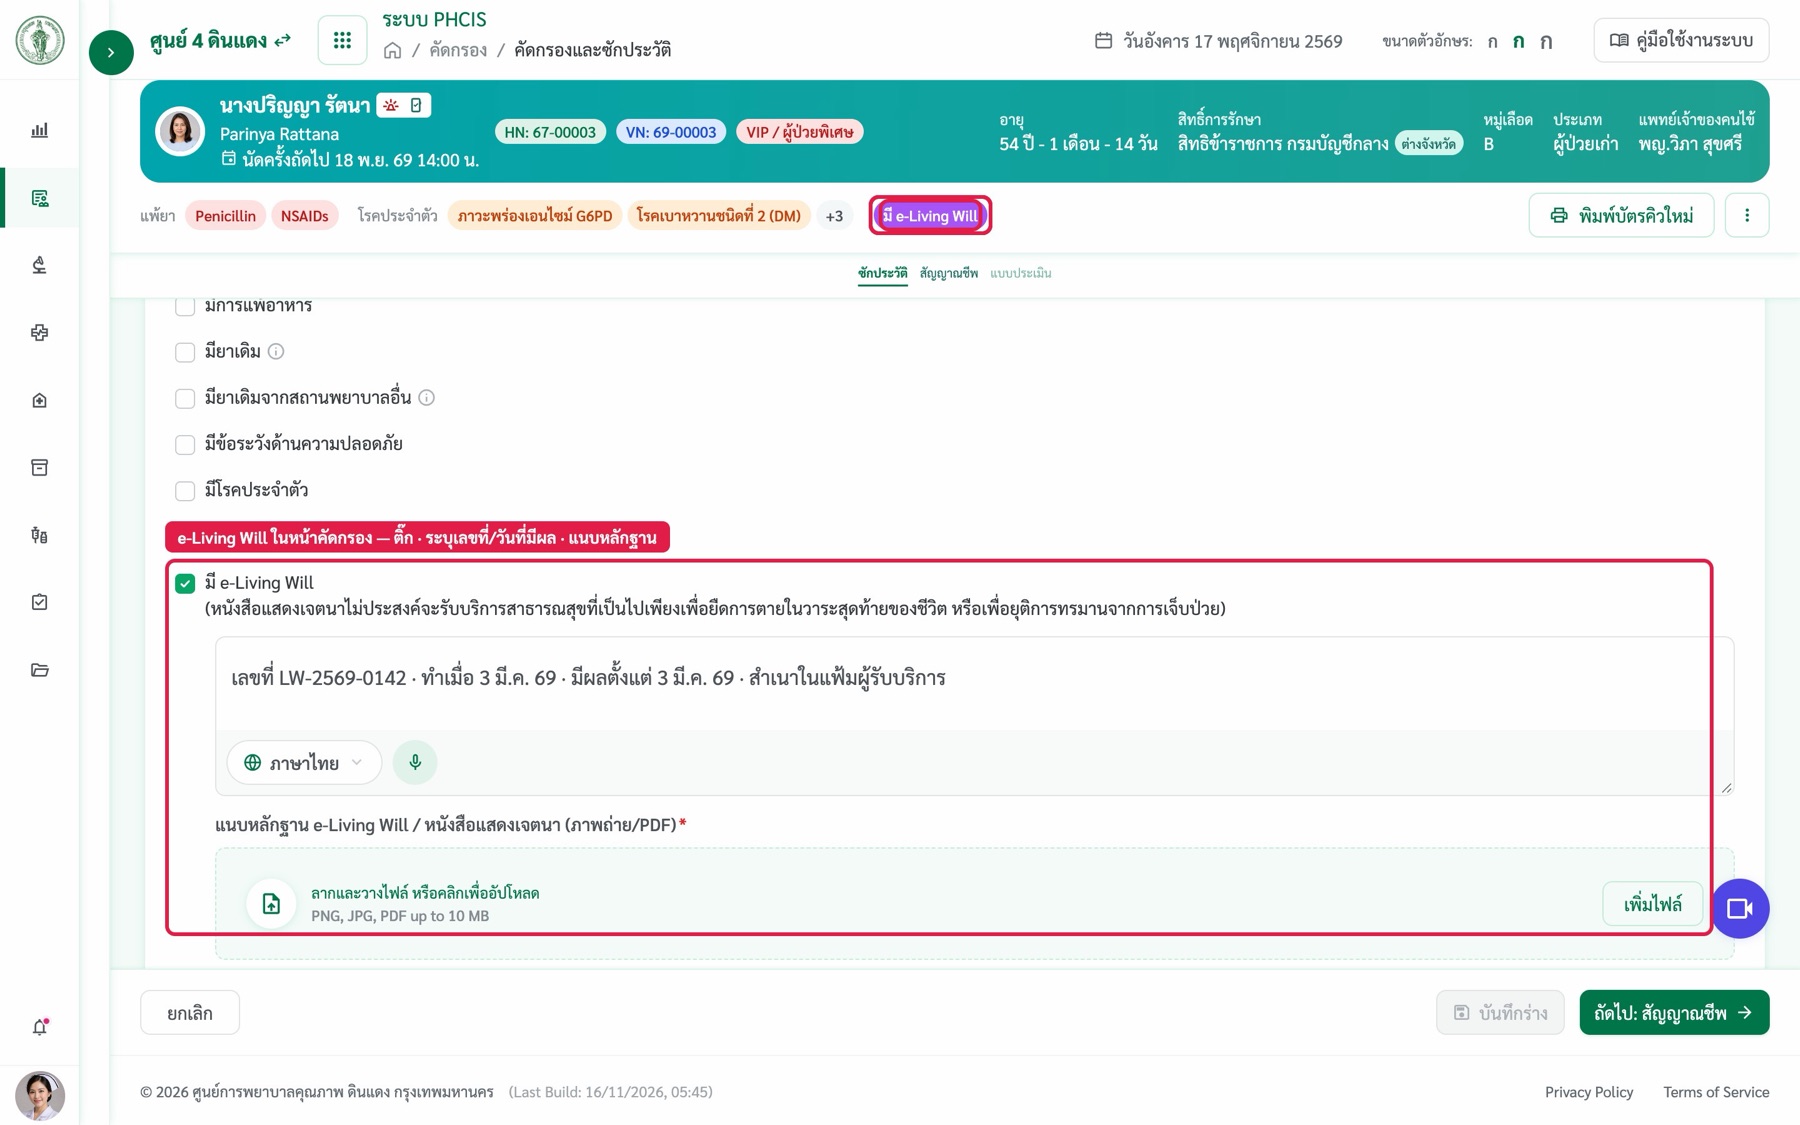 ศูนย์ 4 ดินแดง
ระบบ PHCIS
/ คัดกรอง / คัดกรองและซักประวัติ
วันอังคาร 17 พฤศจิกายน 2569
ขนาดตัวอักษร: ก ก ก
คู่มือใช้งานระบบ
นางปริญญา รัตนา
Parinya Rattana
นัดครั้งถัดไป 18 พ.ย. 69 14:00 น.
HN: 67-00003
VN: 69-00003
VIP / ผู้ป่วยพิเศษ
อายุ
54 ปี - 1 เดือน - 14 วัน
สิทธิ์การรักษา
สิทธิข้าราชการ กรมบัญชีกลาง ต่างจังหวัด
หมู่เลือด
B
ประเภท
ผู้ป่วยเก่า
แพทย์เจ้าของคนไข้
พญ.วิภา สุขศรี
แพ้ยา Penicillin NSAIDs โรคประจำตัว ภาวะพร่องเอนไซม์ G6PD โรคเบาหวานชนิดที่ 2 (DM) +3 มี e-Living Will
พิมพ์บัตรคิวใหม่
ซักประวัติ สัญญาณชีพ แบบประเมิน
มีการแพ้อาหาร
มียาเดิม
มียาเดิมจากสถานพยาบาลอื่น
มีข้อระวังด้านความปลอดภัย
มีโรคประจำตัว
e-Living Will ในหน้าคัดกรอง — ติ๊ก · ระบุเลขที่/วันที่มีผล · แนบหลักฐาน
มี e-Living Will
(หนังสือแสดงเจตนาไม่ประสงค์จะรับบริการสาธารณสุขที่เป็นไปเพียงเพื่อยืดการตายในวาระสุดท้ายของชีวิต หรือเพื่อยุติการทรมานจากการเจ็บป่วย)
เลขที่ LW-2569-0142 · ทำเมื่อ 3 มี.ค. 69 · มีผลตั้งแต่ 3 มี.ค. 69 · สำเนาในแฟ้มผู้รับบริการ
ภาษาไทย
แนบหลักฐาน e-Living Will / หนังสือแสดงเจตนา (ภาพถ่าย/PDF)*
ลากและวางไฟล์ หรือคลิกเพื่ออัปโหลด
PNG, JPG, PDF up to 10 MB
เพิ่มไฟล์
ยกเลิก
บันทึกร่าง
ถัดไป: สัญญาณชีพ
© 2026 ศูนย์การพยาบาลคุณภาพ ดินแดง กรุงเทพมหานคร (Last Build: 16/11/2026, 05:45)
Privacy Policy
Terms of Service